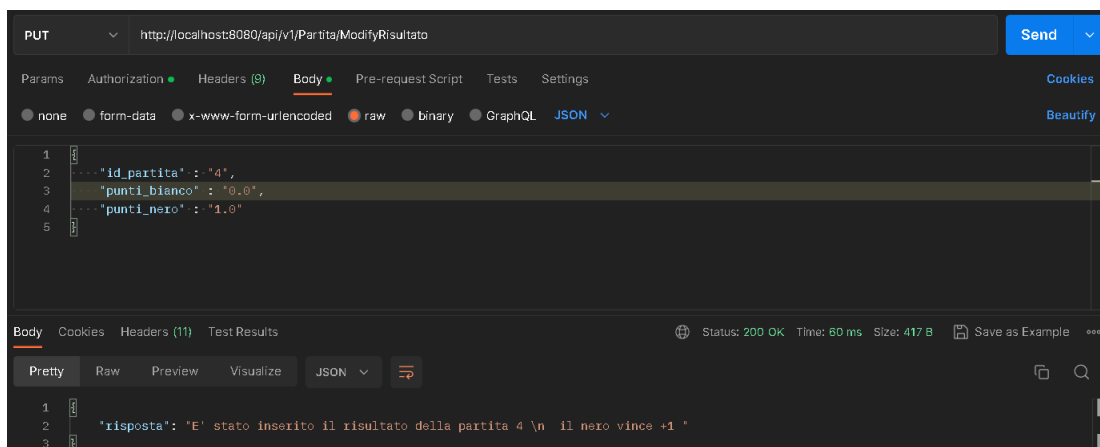 PUT http://localhost:8080/api/v1/Partita/ModifyRisultato Send
Params Authorization Headers (9) Body Pre-request Script Tests Settings Cookies
none form-data x-www-form-urlencoded raw binary GraphQL JSON Beautify
1 {
2 "id_partita" : "4",
3 "punti_bianco" : "0.0",
4 "punti_nero" : "1.0"
5 }
Body Cookies Headers (11) Test Results Status: 200 OK Time: 60 ms Size: 417 B Save as Example
Pretty Raw Preview Visualize JSON
1 {
2 "risposta": "E' stato inserito il risultato della partita 4 \n  il nero vince +1 "
3 }